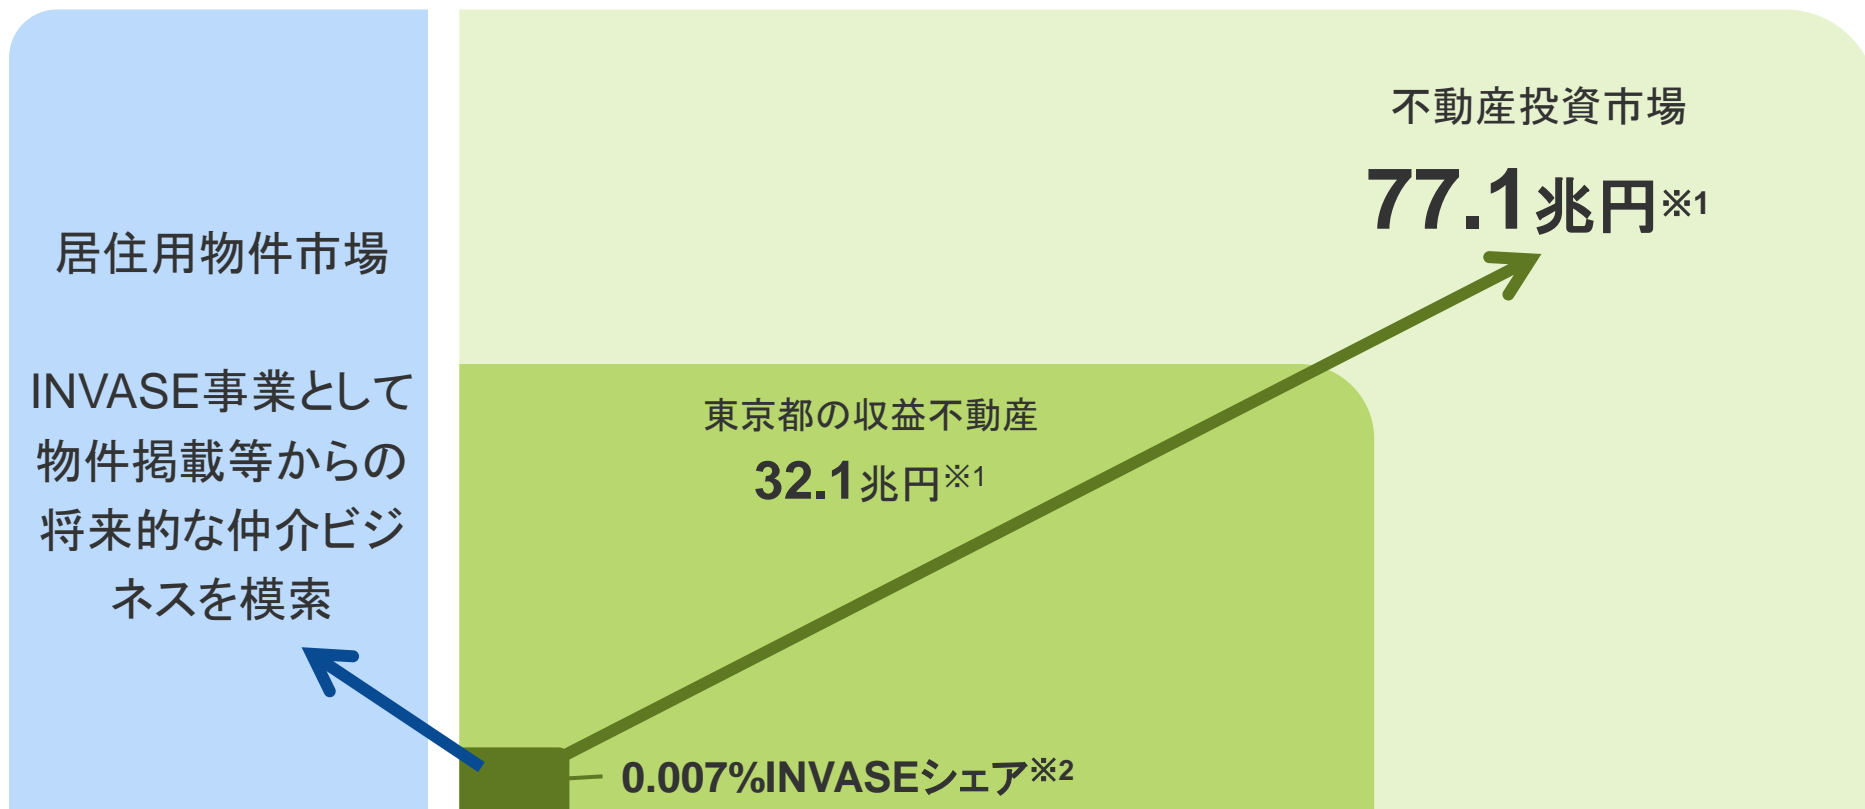 居住用物件市場
INVASE事業として
物件掲載等からの
将来的な仲介ビジ
ネスを模索
不動産投資市場
77.1兆円※1
東京都の収益不動産
32.1兆円※1
0.007%INVASEシェア※2